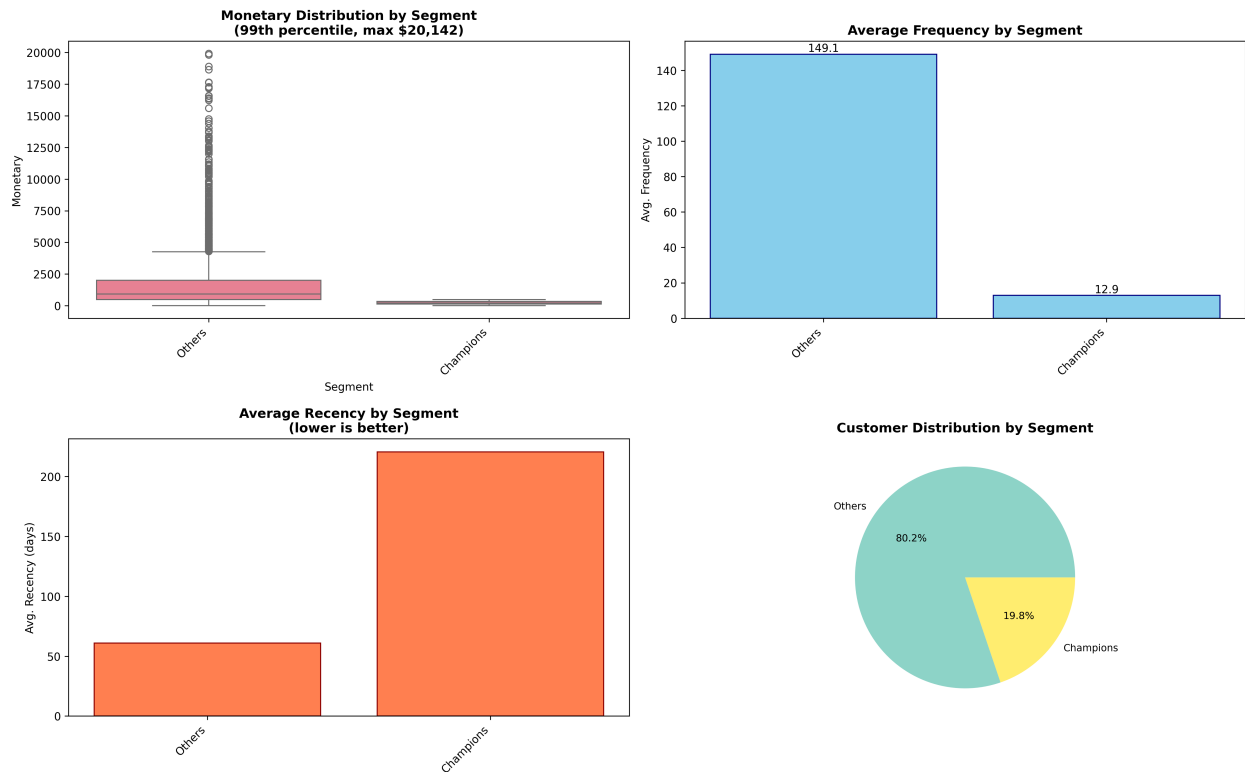 Monetary Distribution by Segment
(99th percentile, max $20,142)
Monetary
20000
17500
15000
12500
10000
7500
5000
2500
0
Others
Champions
Segment
Average Frequency by Segment
Avg. Frequency
140
120
100
80
60
40
20
0
149.1
12.9
Others
Champions
Average Recency by Segment
(lower is better)
Avg. Recency (days)
200
150
100
50
0
Others
Champions
Customer Distribution by Segment
Others
80.2%
19.8%
Champions